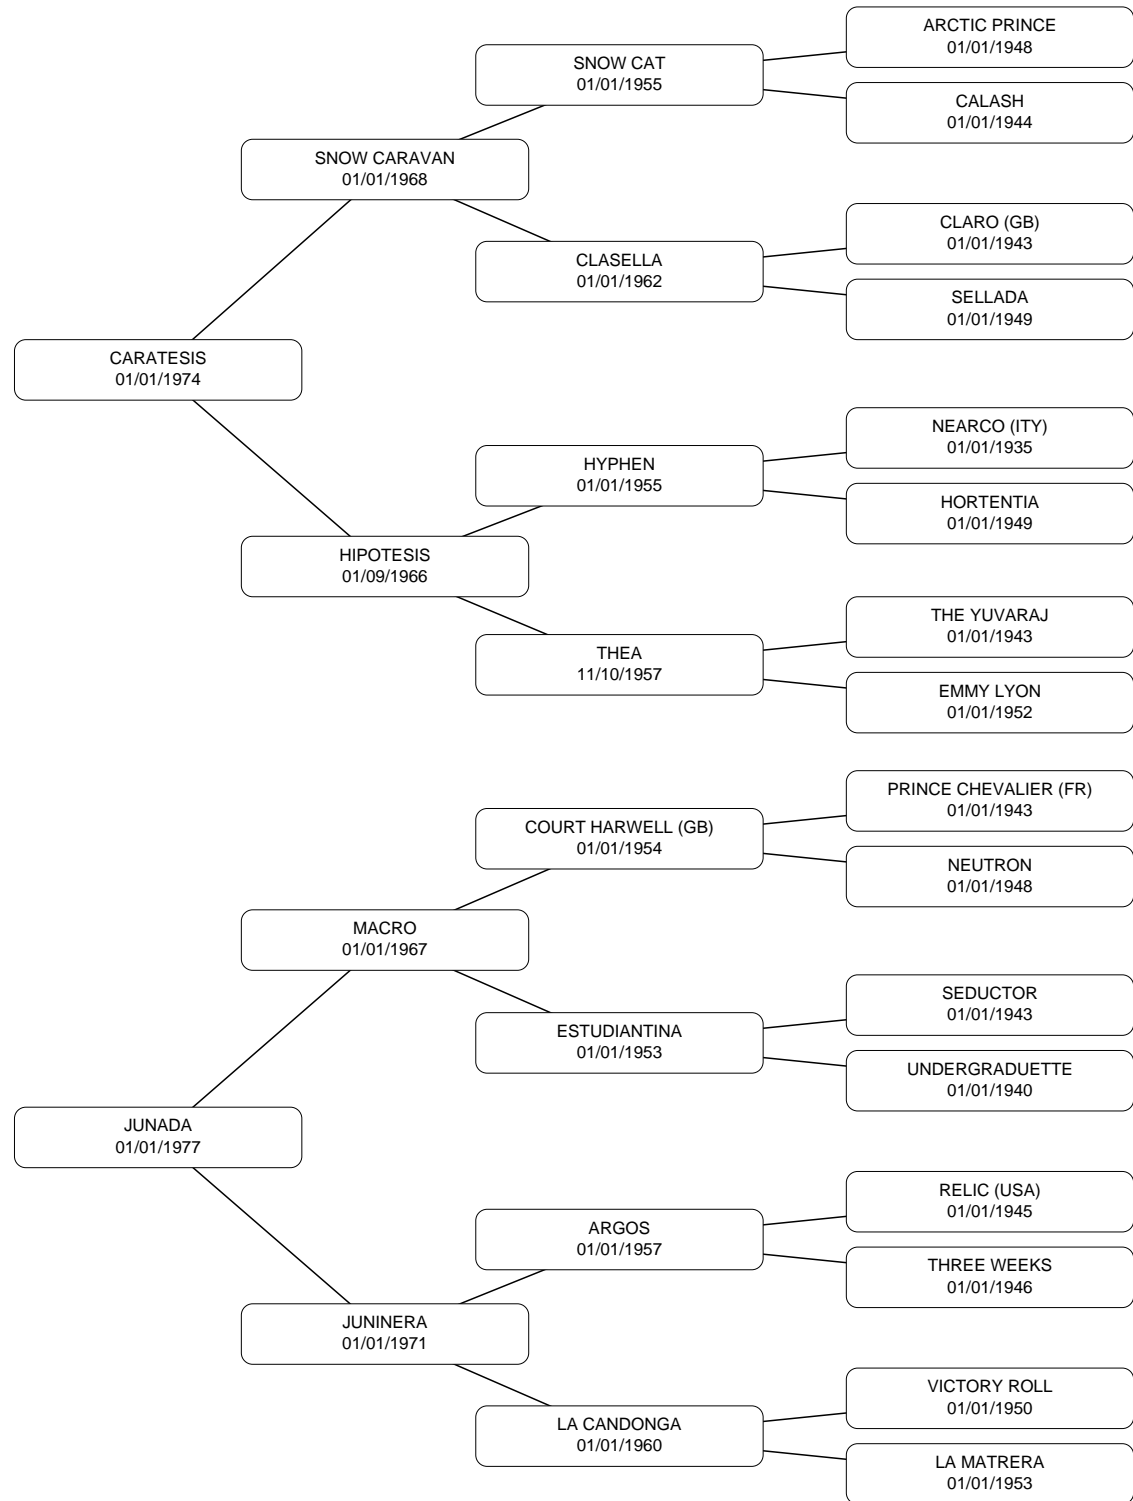 ARCTIC PRINCE
01/01/1948
SNOW CAT
01/01/1955
CALASH
01/01/1944
SNOW CARAVAN
01/01/1968
CLARO (GB)
01/01/1943
CLASELLA
01/01/1962
SELLADA
01/01/1949
CARATESIS
01/01/1974
NEARCO (ITY)
01/01/1935
HYPHEN
01/01/1955
HORTENTIA
01/01/1949
HIPOTESIS
01/09/1966
THE YUVARAJ
01/01/1943
THEA
11/10/1957
EMMY LYON
01/01/1952
PRINCE CHEVALIER (FR)
01/01/1943
COURT HARWELL (GB)
01/01/1954
NEUTRON
01/01/1948
MACRO
01/01/1967
SEDUCTOR
01/01/1943
ESTUDIANTINA
01/01/1953
UNDERGRADUETTE
01/01/1940
JUNADA
01/01/1977
RELIC (USA)
01/01/1945
ARGOS
01/01/1957
THREE WEEKS
01/01/1946
JUNINERA
01/01/1971
VICTORY ROLL
01/01/1950
LA CANDONGA
01/01/1960
LA MATRERA
01/01/1953